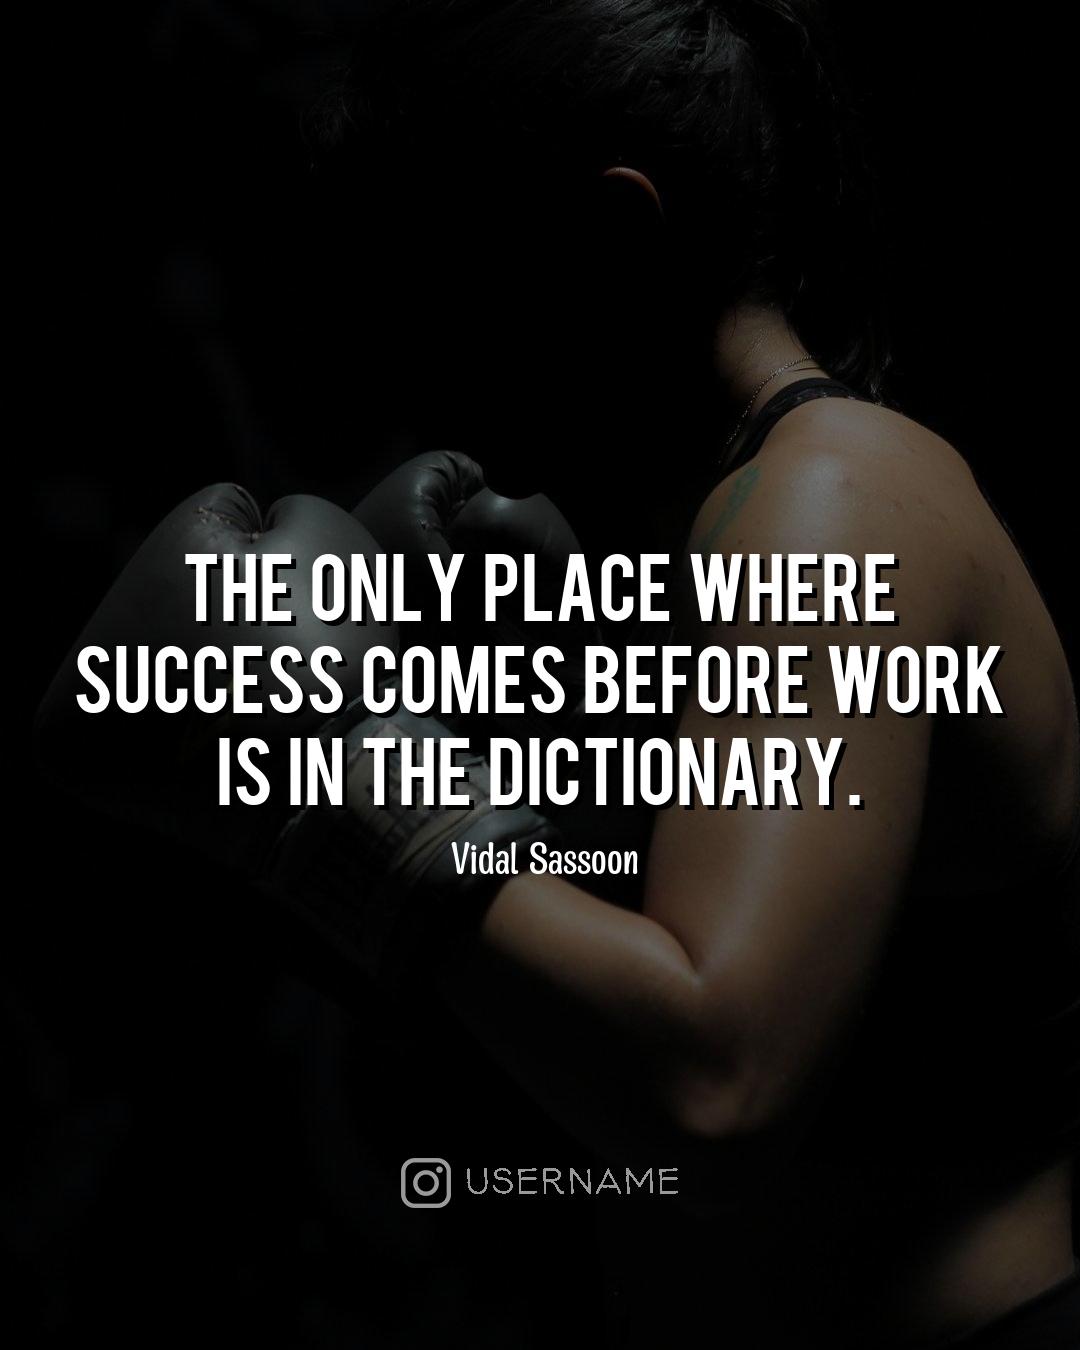 THE ONLY PLACE WHERE
SUCCESS COMES BEFORE WORK
IS IN THE DICTIONARY.
Vidal Sassoon
USERNAME